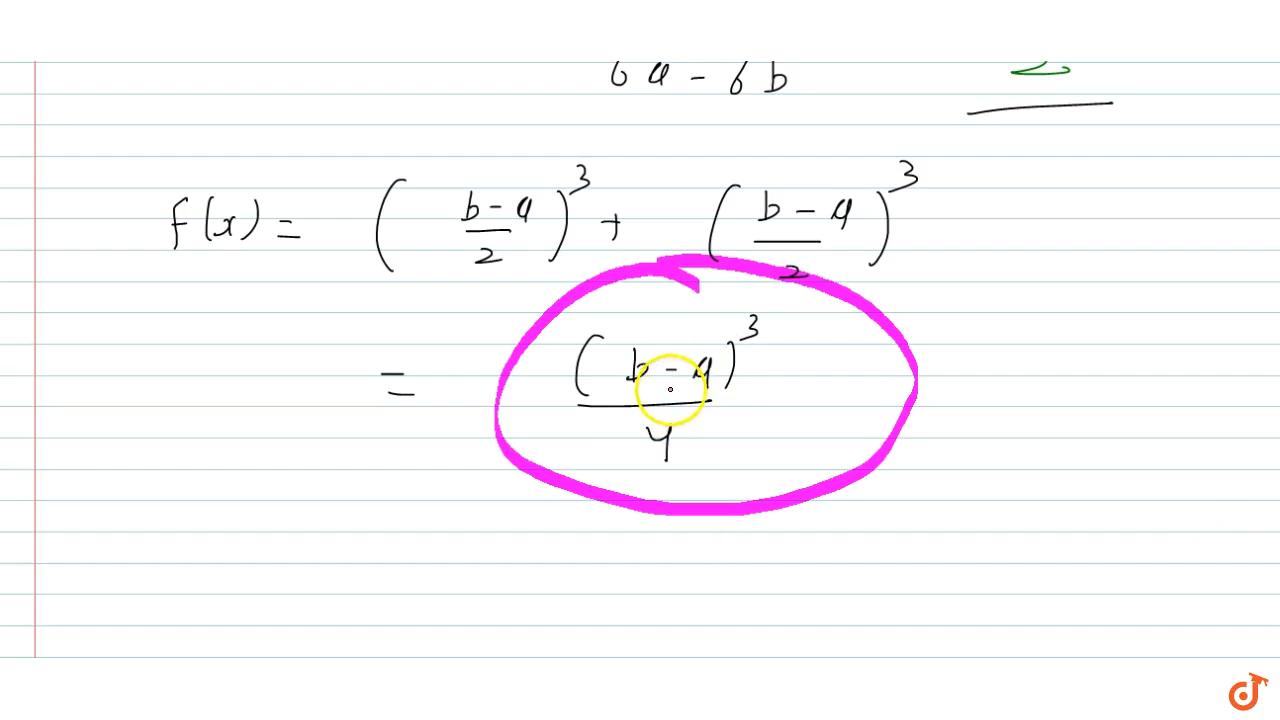 6a - 6b
f(x) = (b-a/2)^3 + (b-a/2)^3
= (b-a)^3/4